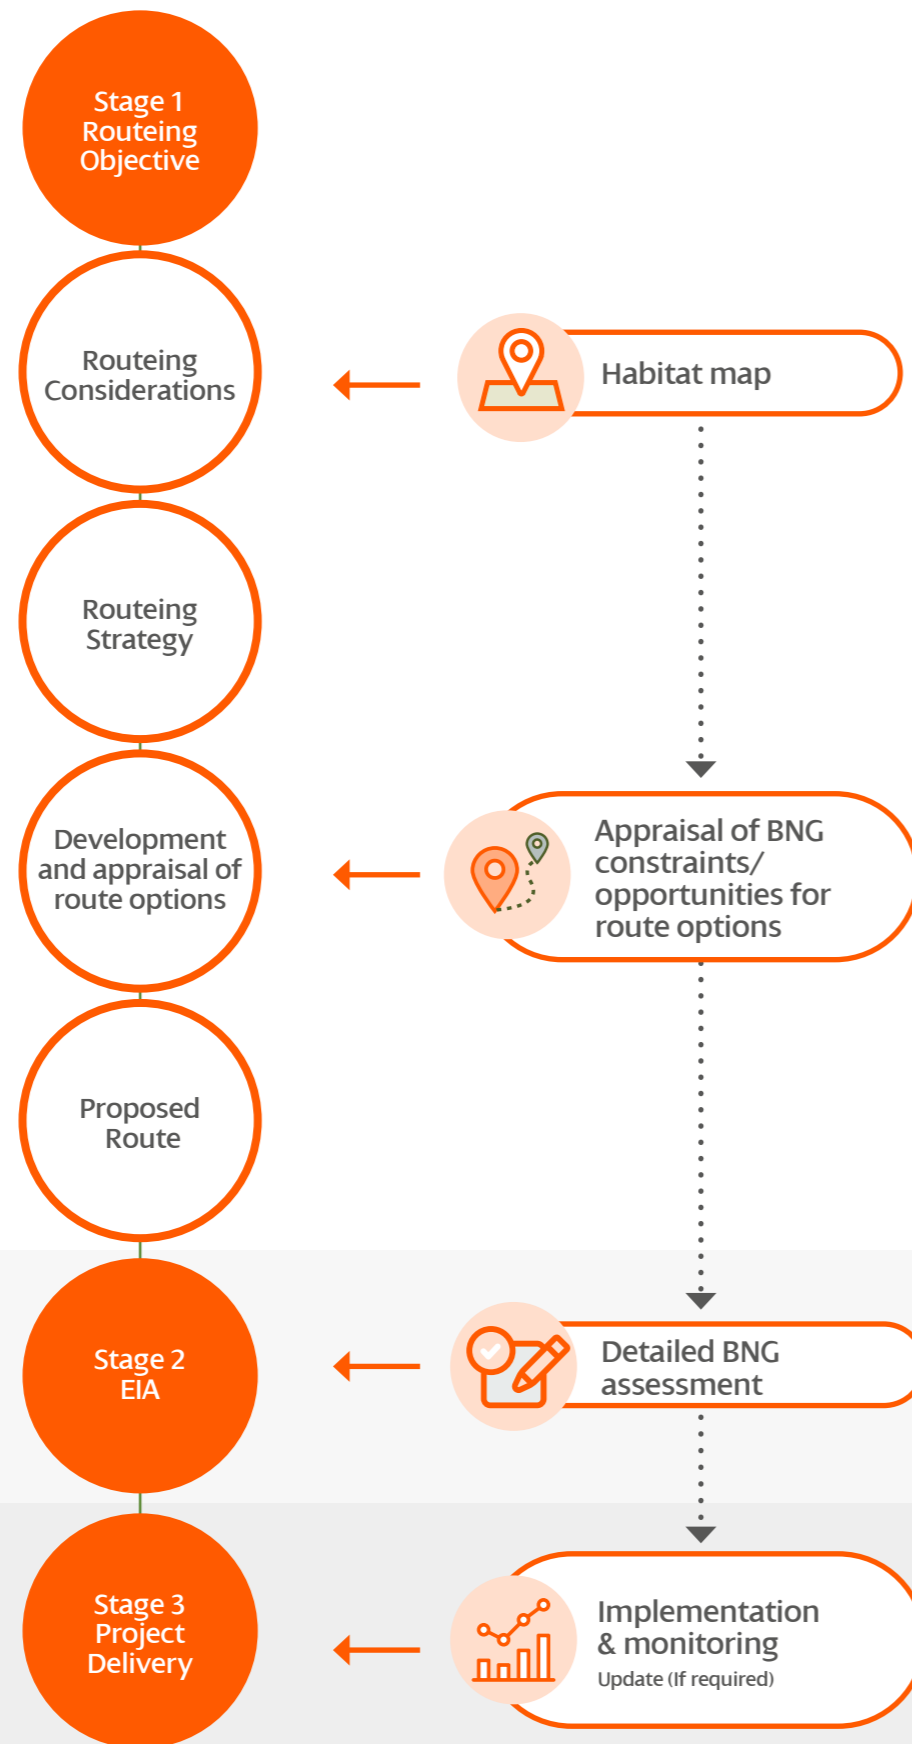 Stage 1
Routeing
Objective
Routeing
Considerations
Habitat map
Routeing
Strategy
Development
and appraisal of
route options
Appraisal of BNG
constraints/
opportunities for
route options
Proposed
Route
Stage 2
EIA
Detailed BNG
assessment
Stage 3
Project
Delivery
Implementation
& monitoring
Update (If required)